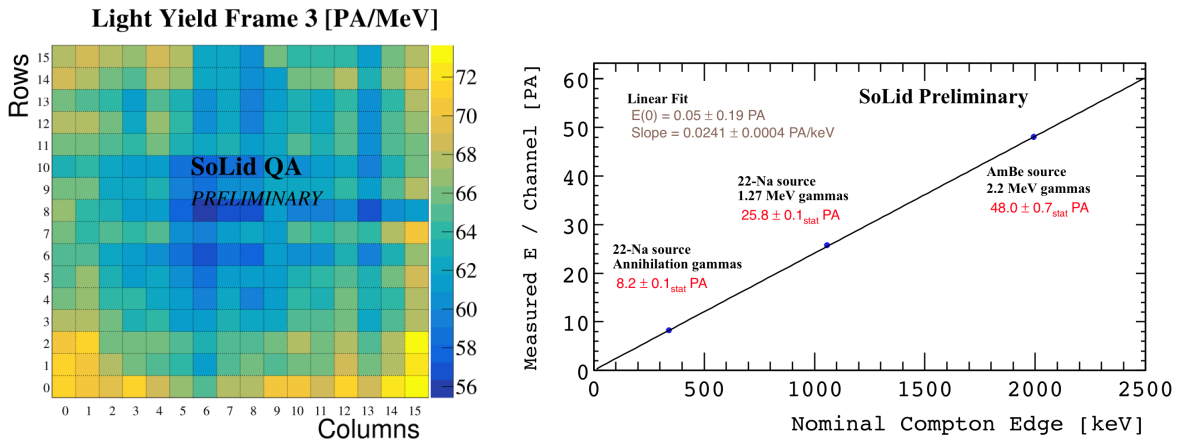 Light Yield Frame 3 [PA/MeV]
Rows
15
14
13
12
11
10
9
8
7
6
5
4
3
2
1
0
SoLid QA
PRELIMINARY
72
70
68
66
64
62
60
58
56
0 1 2 3 4 5 6 7 8 9 10 11 12 13 14 15
Columns
Measured E / Channel [PA]
60
50
40
30
20
10
0
Linear Fit
E(0) = 0.05 ± 0.19 PA
Slope = 0.0241 ± 0.0004 PA/keV
SoLid Preliminary
22-Na source
1.27 MeV gammas
25.8 ± 0.1stat PA
AmBe source
2.2 MeV gammas
48.0 ± 0.7stat PA
22-Na source
Annihilation gammas
8.2 ± 0.1stat PA
0 500 1000 1500 2000 2500
Nominal Compton Edge [keV]